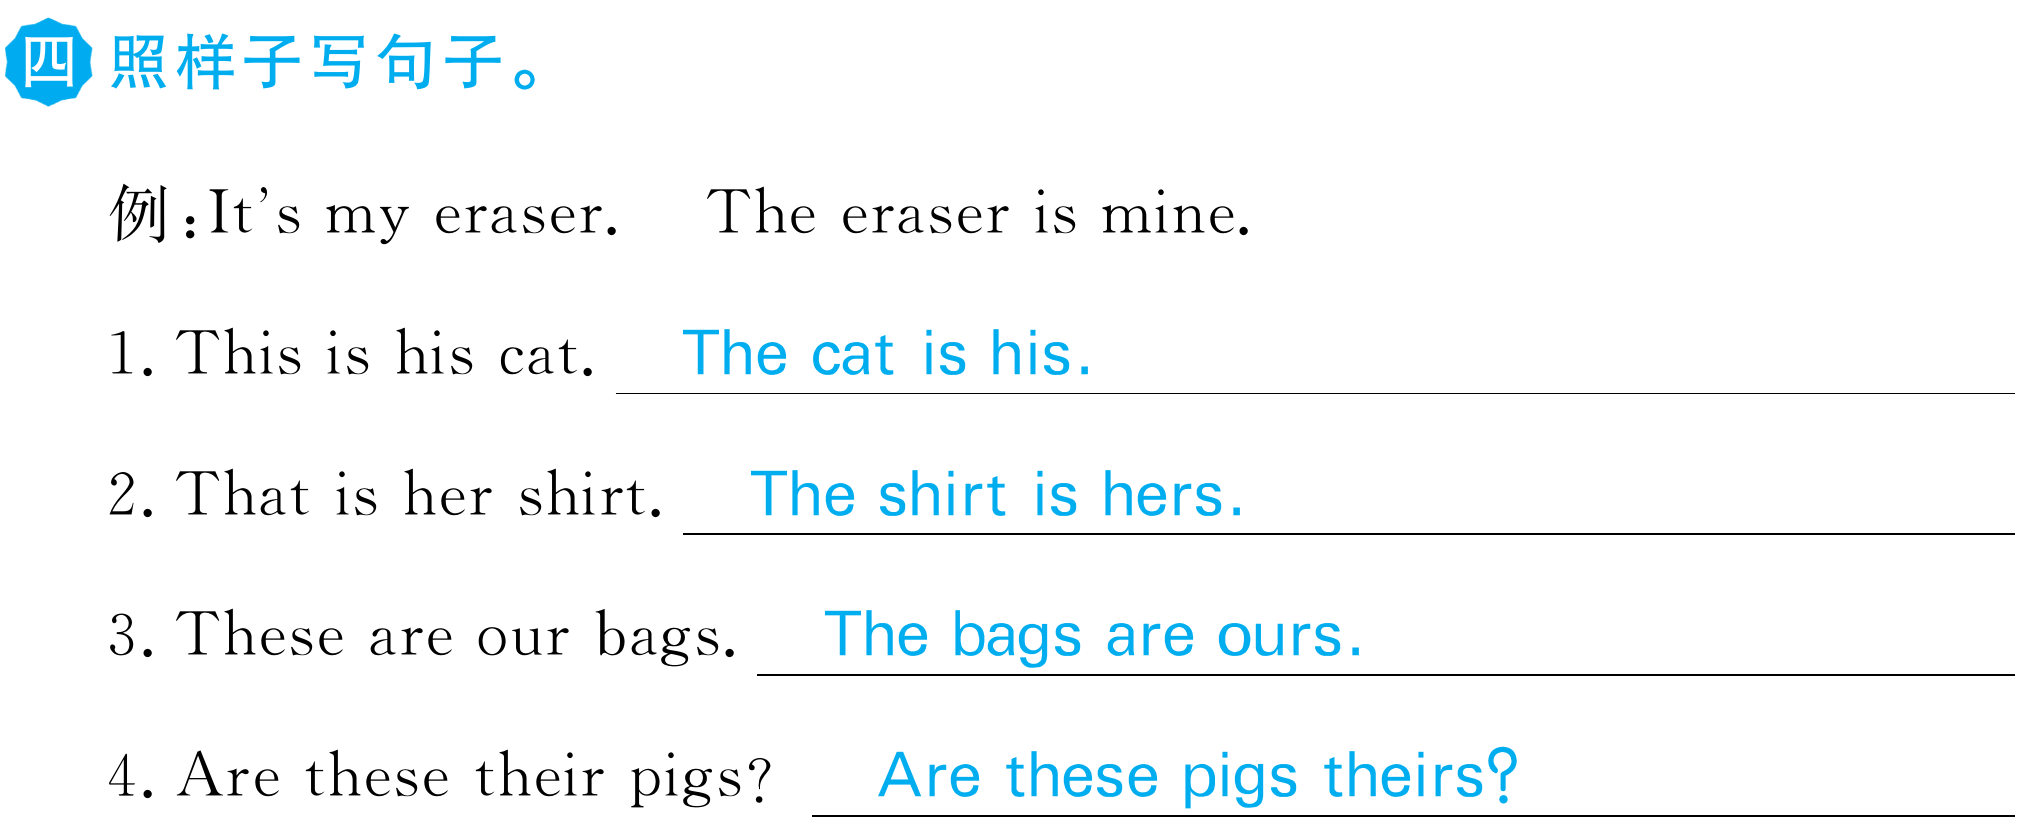 四 照样子写句子。
例:It's my eraser. The eraser is mine.
1. This is his cat. The cat is his.
2. That is her shirt. The shirt is hers.
3. These are our bags. The bags are ours.
4. Are these their pigs? Are these pigs theirs?